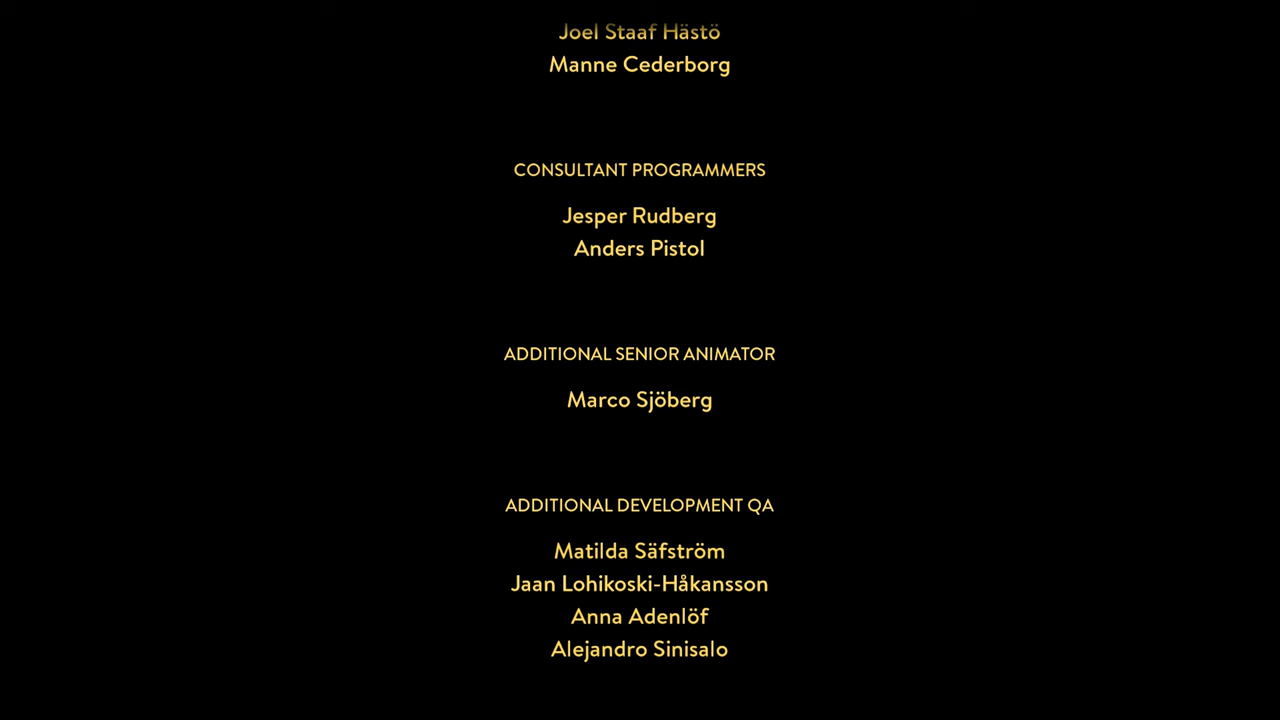 Joel Staaf Hästö
Manne Cederborg
CONSULTANT PROGRAMMERS
Jesper Rudberg
Anders Pistol
ADDITIONAL SENIOR ANIMATOR
Marco Sjöberg
ADDITIONAL DEVELOPMENT QA
Matilda Säfström
Jaan Lohikoski-Håkansson
Anna Adenlöf
Alejandro Sinisalo